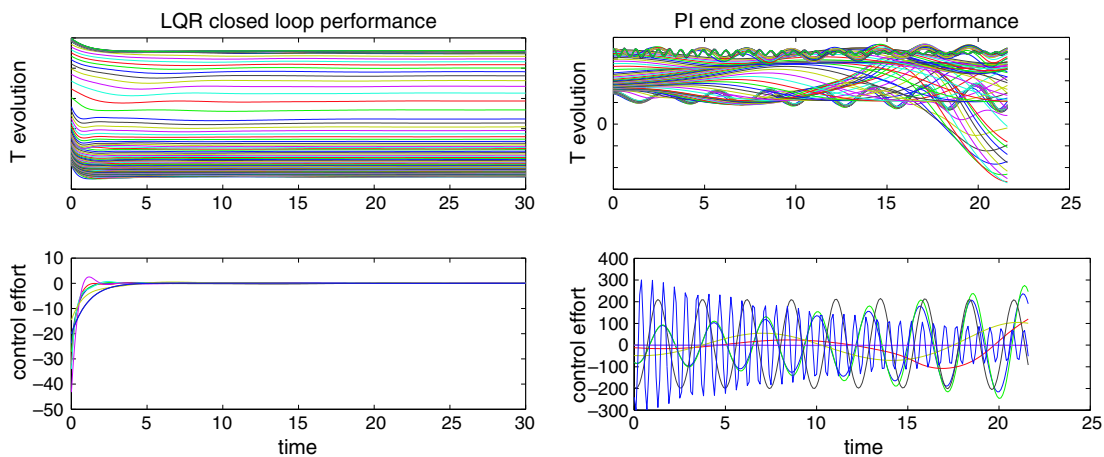 LQR closed loop performance
T evolution
0 5 10 15 20 25 30
PI end zone closed loop performance
T evolution
0
0 5 10 15 20 25
control effort
10
0
−10
−20
−30
−40
−50
0 5 10 15 20 25 30
time
control effort
400
300
200
100
0
−100
−200
−300
0 5 10 15 20 25
time